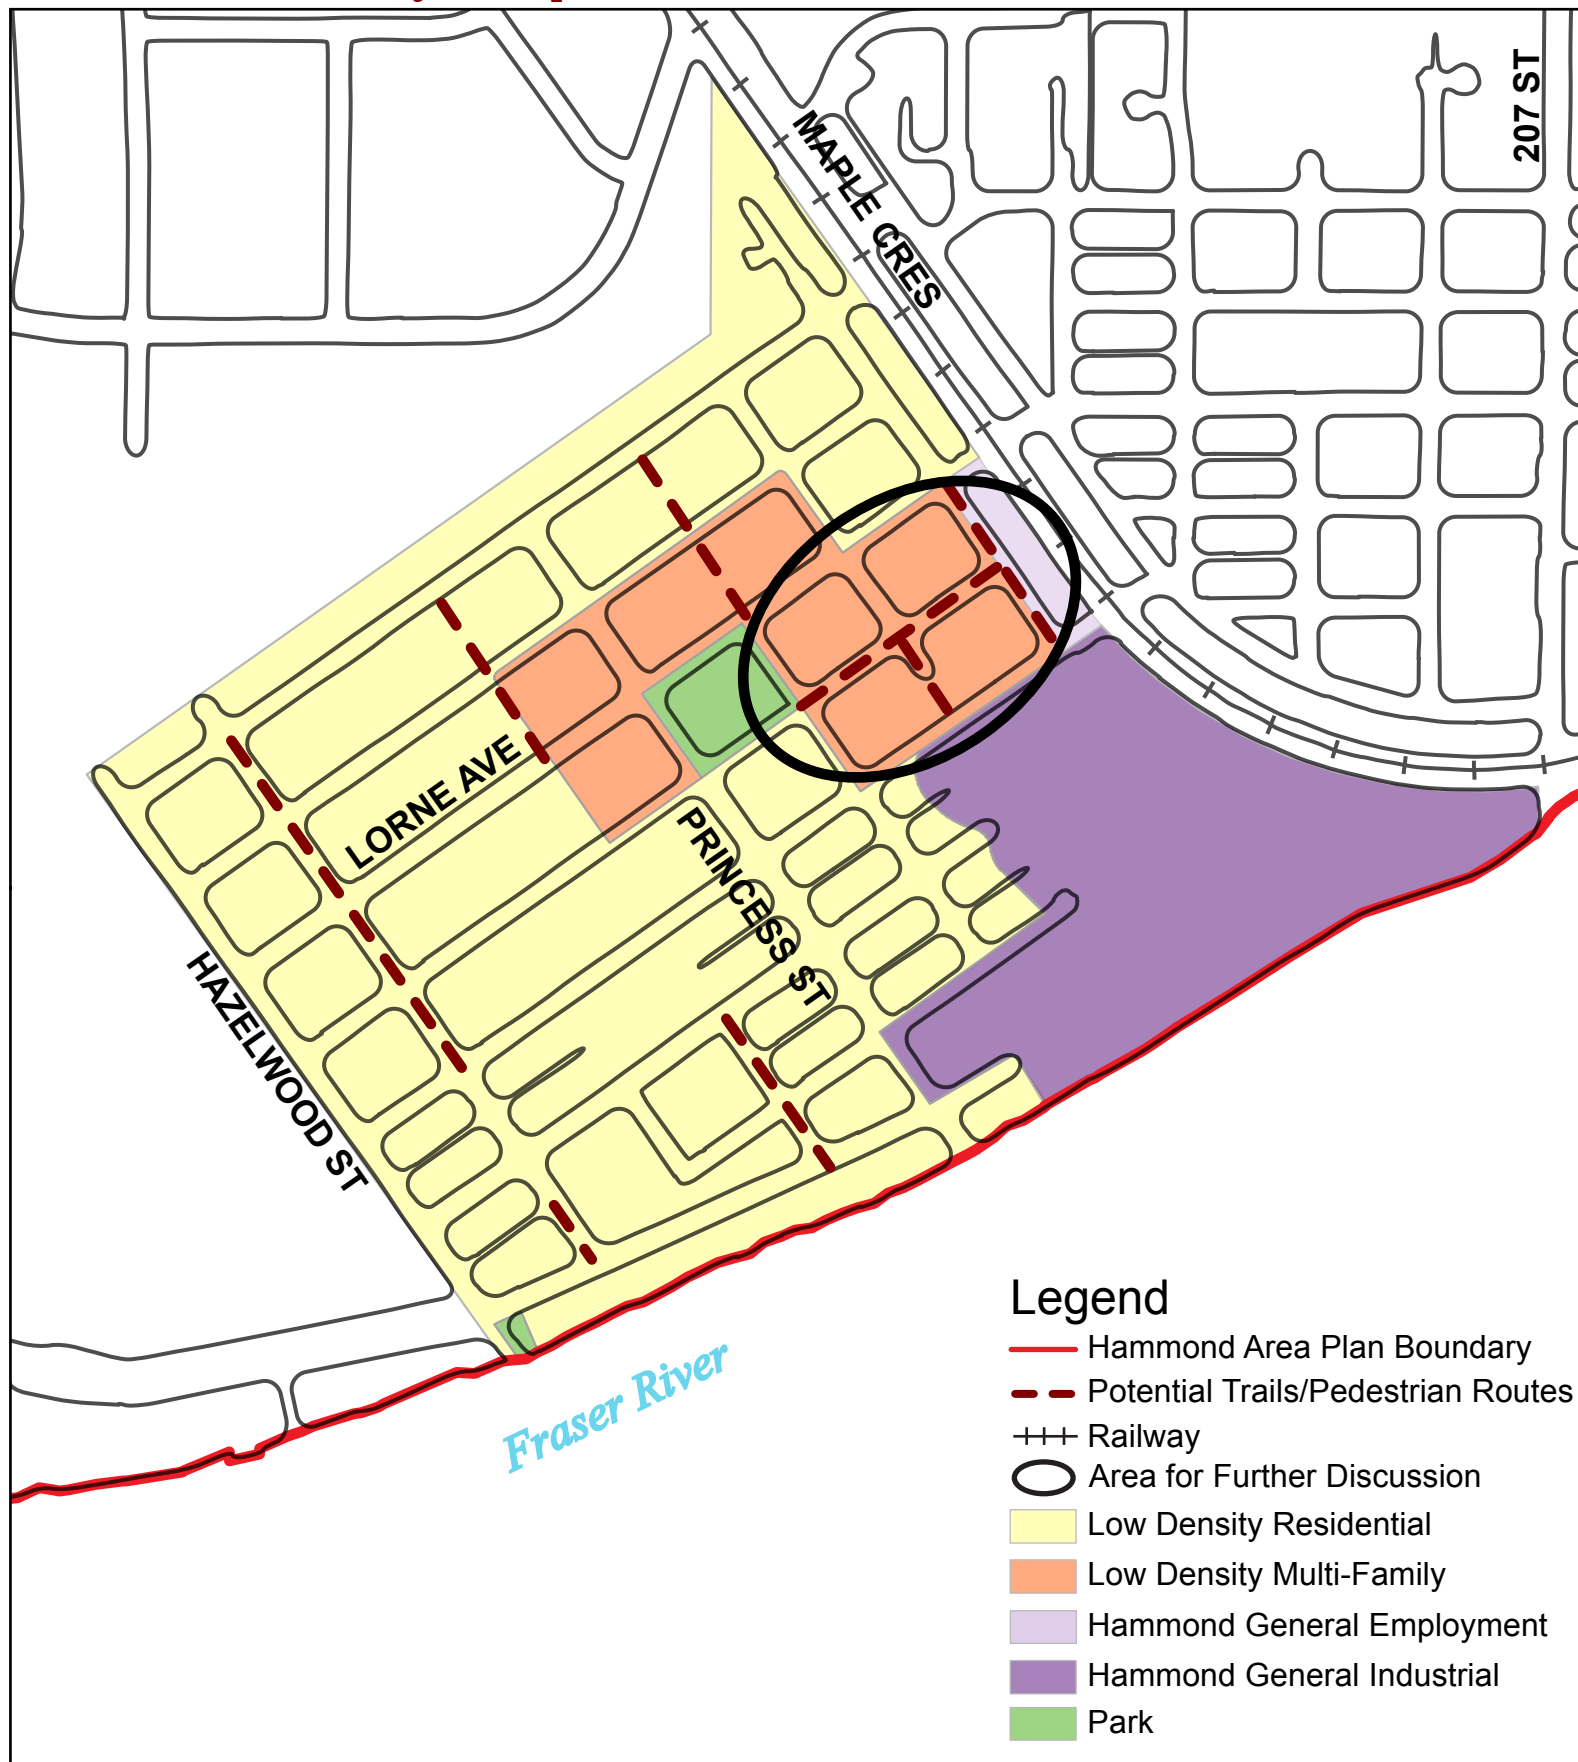 207 ST
MAPLE CRES
LORNE AVE
PRINCESS ST
HAZELWOOD ST
Fraser River
Legend
Hammond Area Plan Boundary
Potential Trails/Pedestrian Routes
Railway
Area for Further Discussion
Low Density Residential
Low Density Multi-Family
Hammond General Employment
Hammond General Industrial
Park